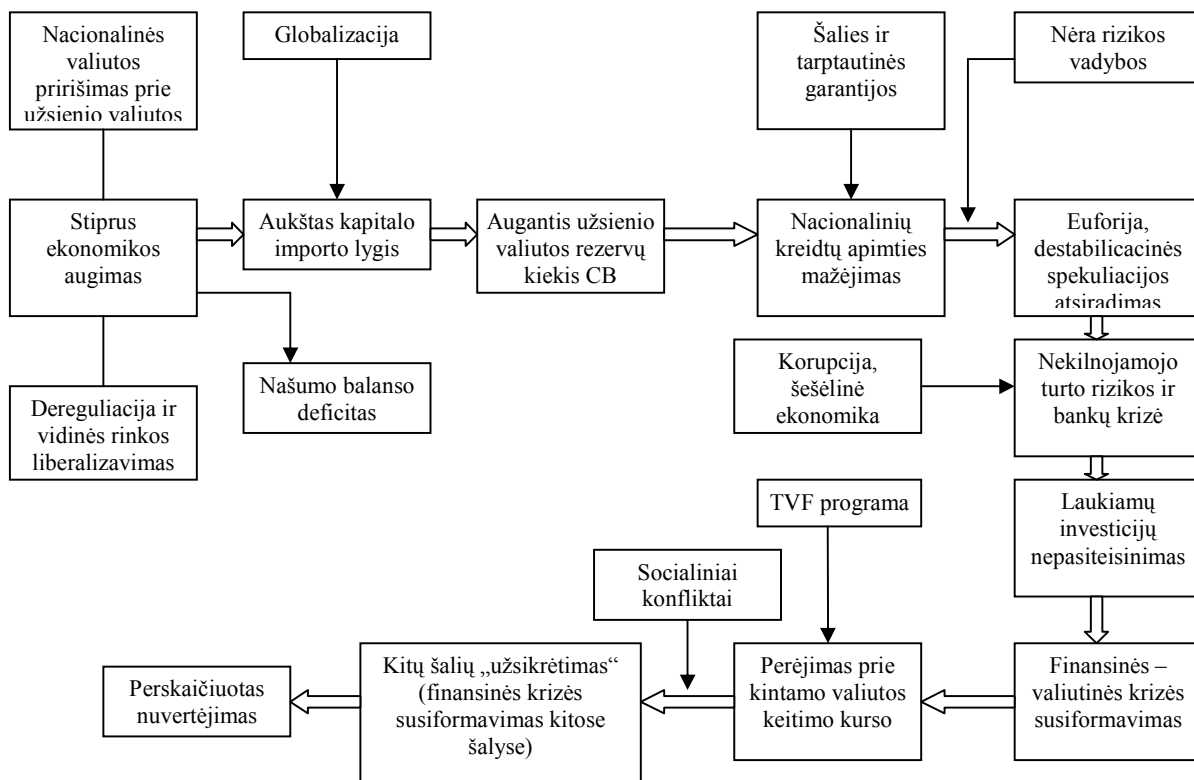 Nacionalinės
valiutos
pririšimas prie
užsienio valiutos
Globalizacija
Šalies ir
tarptautinės
garantijos
Nėra rizikos
vadybos
Stiprus
ekonomikos
augimas
Aukštas kapitalo
importo lygis
Augantis užsienio
valiutos rezervų
kiekis CB
Nacionalinių
kreidtų apimties
mažėjimas
Euforija,
destabilicacinės
spekuliacijos
atsiradimas
Dereguliacija ir
vidinės rinkos
liberalizavimas
Našumo balanso
deficitas
Korupcija,
šešėlinė
ekonomika
Nekilnojamojo
turto rizikos ir
bankų krizė
TVF programa
Laukiamų
investicijų
nepasiteisinimas
Socialiniai
konfliktai
Perskaičiuotas
nuvertėjimas
Kitų šalių „užsikrėtimas“
(finansinės krizės
susiformavimas kitose
šalyse)
Perėjimas prie
kintamo valiutos
keitimo kurso
Finansinės –
valiutinės krizės
susiformavimas